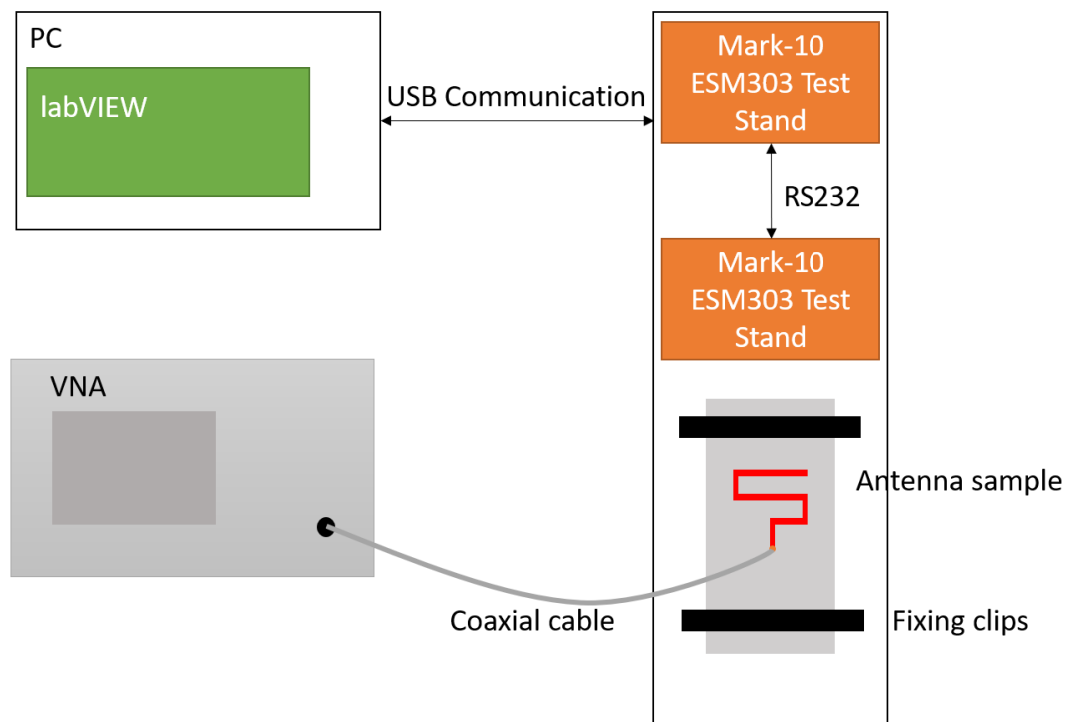 PC
labVIEW
USB Communication
Mark-10
ESM303 Test
Stand
RS232
Mark-10
ESM303 Test
Stand
VNA
Antenna sample
Coaxial cable
Fixing clips